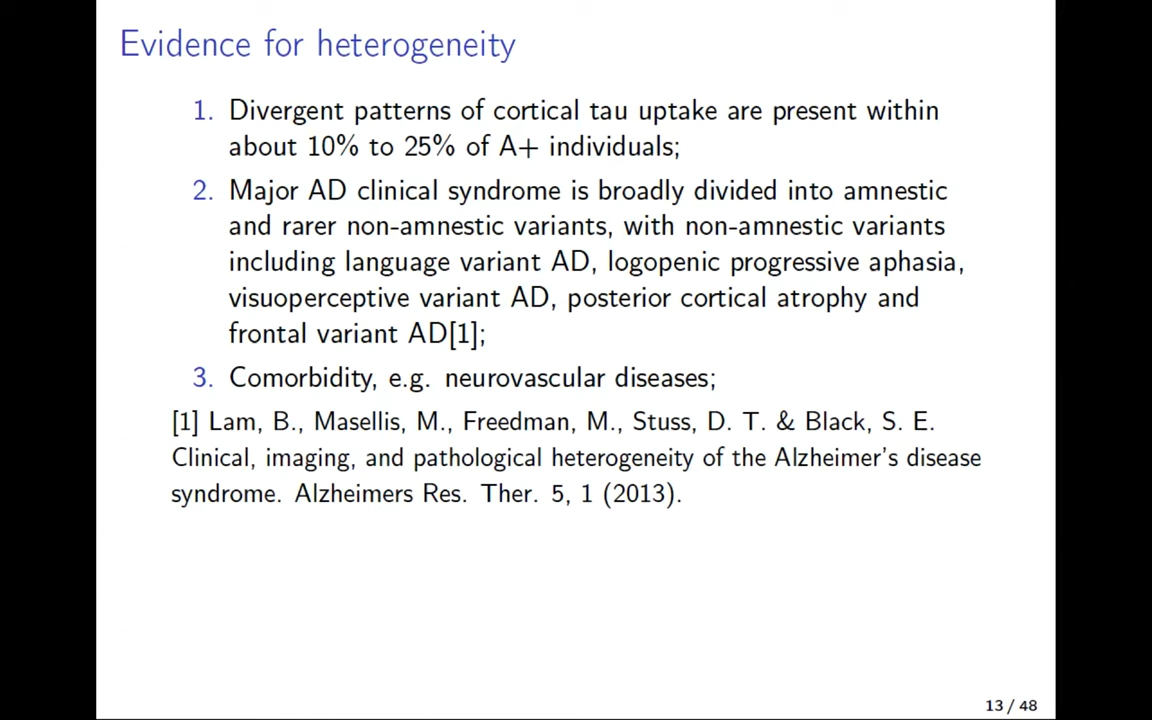 Evidence for heterogeneity
1. Divergent patterns of cortical tau uptake are present within
about 10% to 25% of A+ individuals;
2. Major AD clinical syndrome is broadly divided into amnestic
and rarer non-amnestic variants, with non-amnestic variants
including language variant AD, logopenic progressive aphasia,
visuoperceptive variant AD, posterior cortical atrophy and
frontal variant AD[1];
3. Comorbidity, e.g. neurovascular diseases;
[1] Lam, B., Masellis, M., Freedman, M., Stuss, D. T. & Black, S. E.
Clinical, imaging, and pathological heterogeneity of the Alzheimer's disease
syndrome. Alzheimers Res. Ther. 5, 1 (2013).
13 / 48